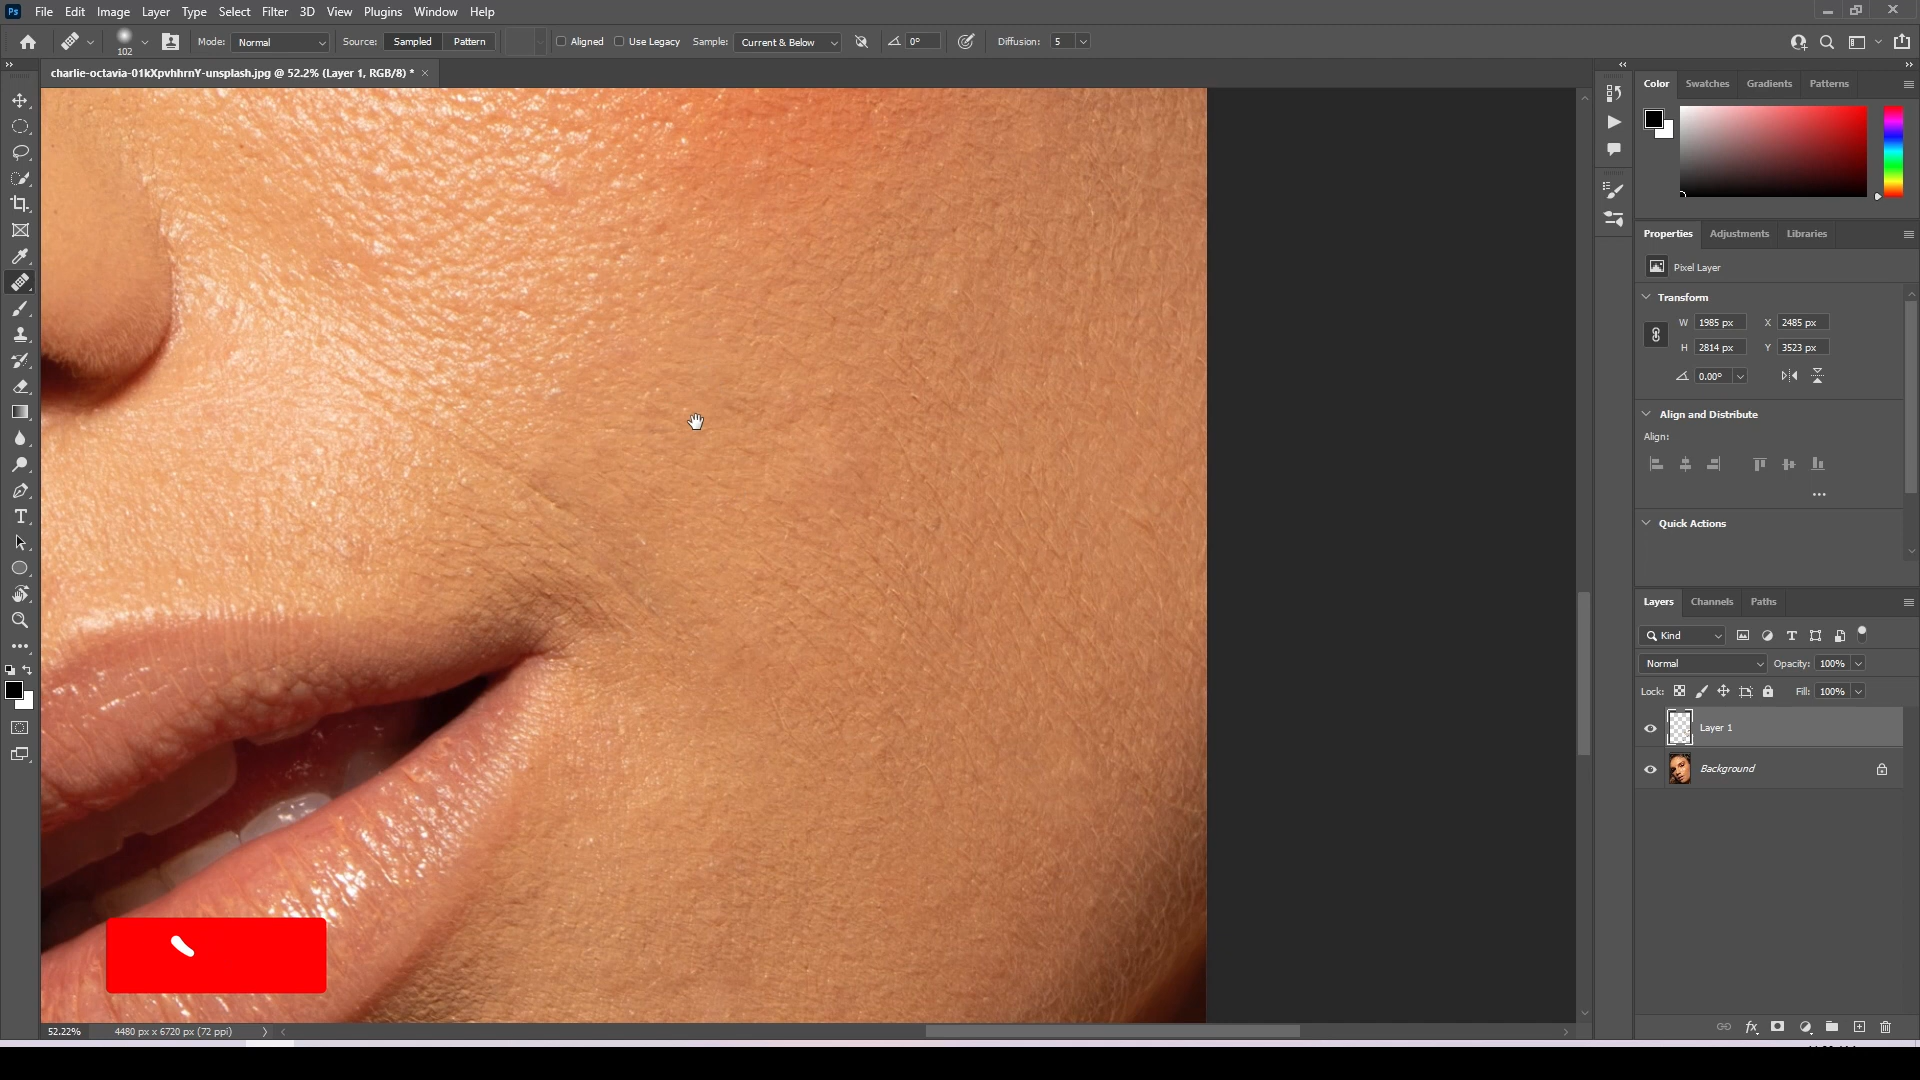 Ps File Edit Image Layer Type Select Filter 3D View Plugins Window Help
102 Mode: Normal Source: Sampled Pattern Aligned Use Legacy Sample: Current & Below 0° Diffusion: 5
charlie-octavia-01kXpvhhrnY-unsplash.jpg @ 52.2% (Layer 1, RGB/8) *
Color Swatches Gradients Patterns
Properties Adjustments Libraries
Pixel Layer
Transform
W 1985 px X 2485 px
H 2814 px Y 3523 px
0.00°
Align and Distribute
Align:
Quick Actions
Layers Channels Paths
Kind
Normal Opacity: 100%
Lock: Fill: 100%
Layer 1
Background
52.22% 4480 px x 6720 px (72 ppi)